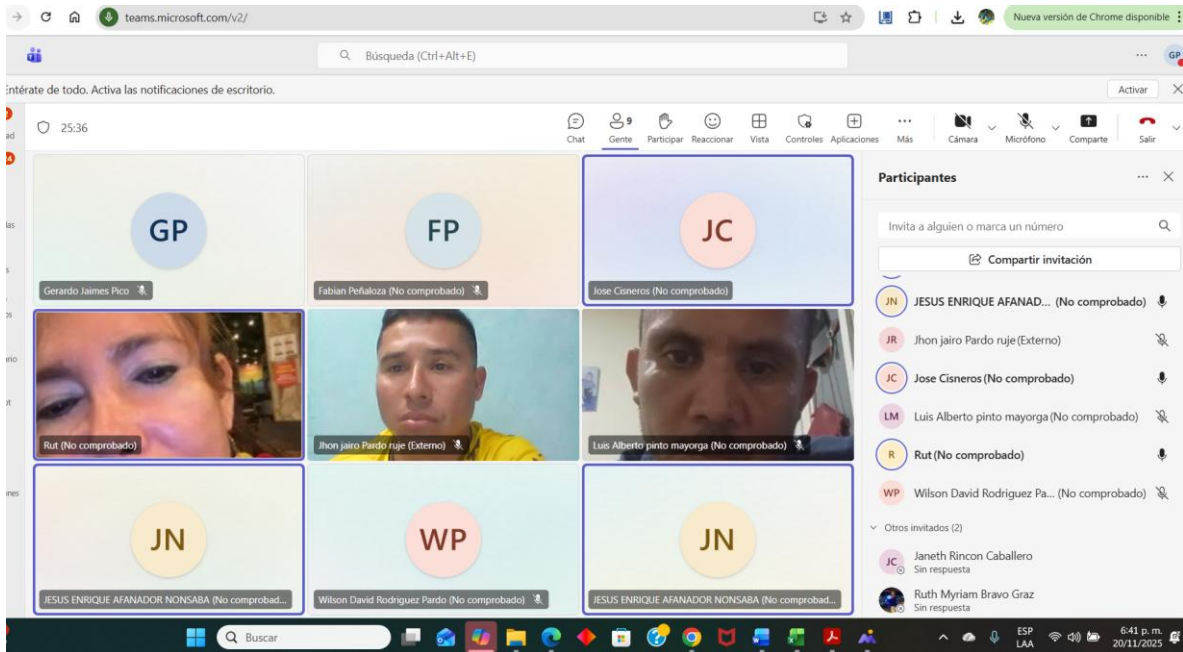 teams.microsoft.com/v2/
Nueva versión de Chrome disponible
Búsqueda (Ctrl+Alt+E)
GP
Entérate de todo. Activa las notificaciones de escritorio.
Activar
25:36
Chat
9
Gente
Participar
Reaccionar
Vista
Controles
Aplicaciones
Más
Cámara
Micrófono
Comparte
Salir
GP
Gerardo Jaimes Pico
FP
Fabian Peñaloza (No comprobado)
JC
Jose Cisneros (No comprobado)
Rut (No comprobado)
Jhon jairo Pardo ruje (Externo)
Luis Alberto pinto mayorga (No comprobado)
JN
JESUS ENRIQUE AFANADOR NONSABA (No comprobad...
WP
Wilson David Rodriguez Pardo (No comprobado)
JN
JESUS ENRIQUE AFANADOR NONSABA (No comprobad...
Participantes
Invita a alguien o marca un número
Compartir invitación
JN JESUS ENRIQUE AFANAD... (No comprobado)
JR Jhon jairo Pardo ruje (Externo)
JC Jose Cisneros (No comprobado)
LM Luis Alberto pinto mayorga (No comprobado)
R Rut (No comprobado)
WP Wilson David Rodriguez Pa... (No comprobado)
Otros invitados (2)
JC Janeth Rincon Caballero
Sin respuesta
Ruth Myriam Bravo Graz
Sin respuesta
Buscar
ESP
LAA
6:41 p. m.
20/11/2025